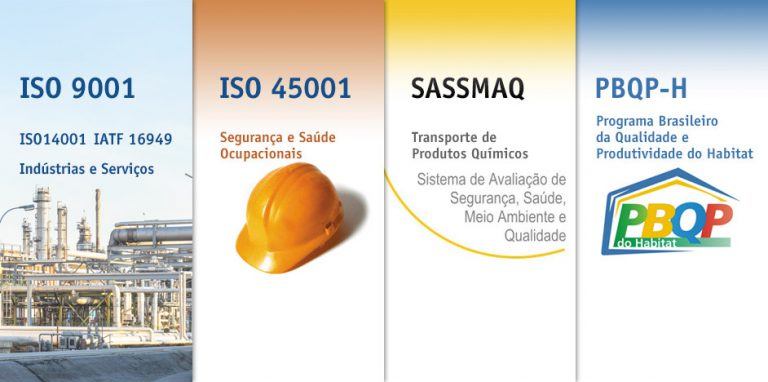 ISO 9001
ISO14001 IATF 16949
Indústrias e Serviços
ISO 45001
Segurança e Saúde
Ocupacionais
SASSMAQ
Transporte de
Produtos Químicos
Sistema de Avaliação de
Segurança, Saúde,
Meio Ambiente e
Qualidade
PBQP-H
Programa Brasileiro
da Qualidade e
Produtividade do Habitat
PBQP
do Habitat